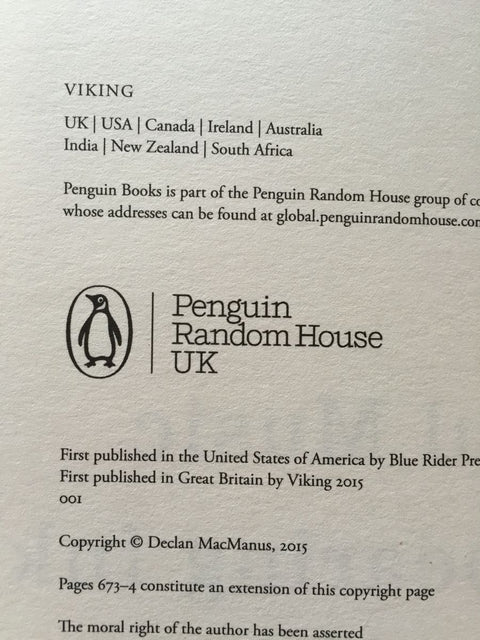 VIKING
UK | USA | Canada | Ireland | Australia
India | New Zealand | South Africa
Penguin Books is part of the Penguin Random House group of
whose addresses can be found at global.penguinrandomhouse.com
Penguin
Random House
UK
First published in the United States of America by Blue Rider
First published in Great Britain by Viking 2015
001
Copyright © Declan MacManus, 2015
Pages 673–4 constitute an extension of this copyright page
The moral right of the author has been asserted